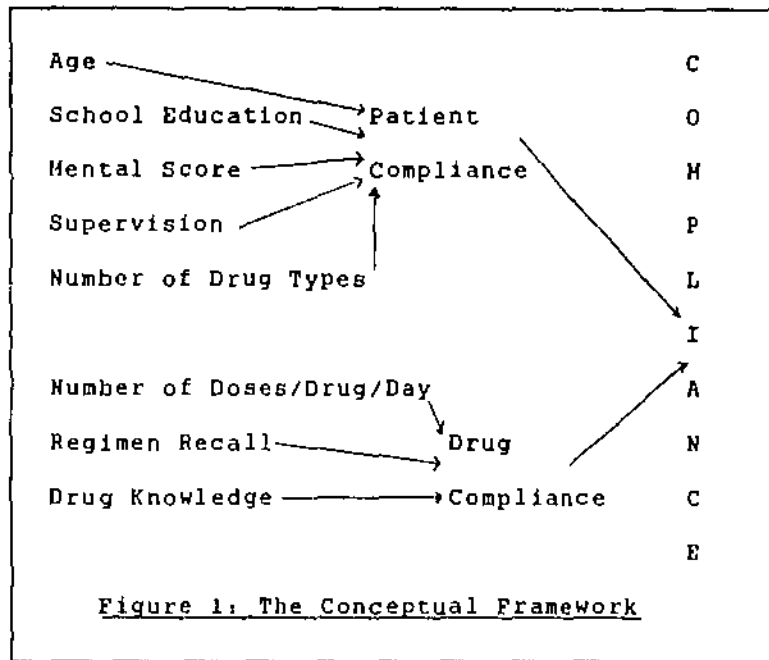 Age C
School Education Patient O
Mental Score Compliance M
Supervision P
Number of Drug Types L
I
Number of Doses/Drug/Day A
Regimen Recall Drug N
Drug Knowledge Compliance C
E
Figure 1: The Conceptual Framework